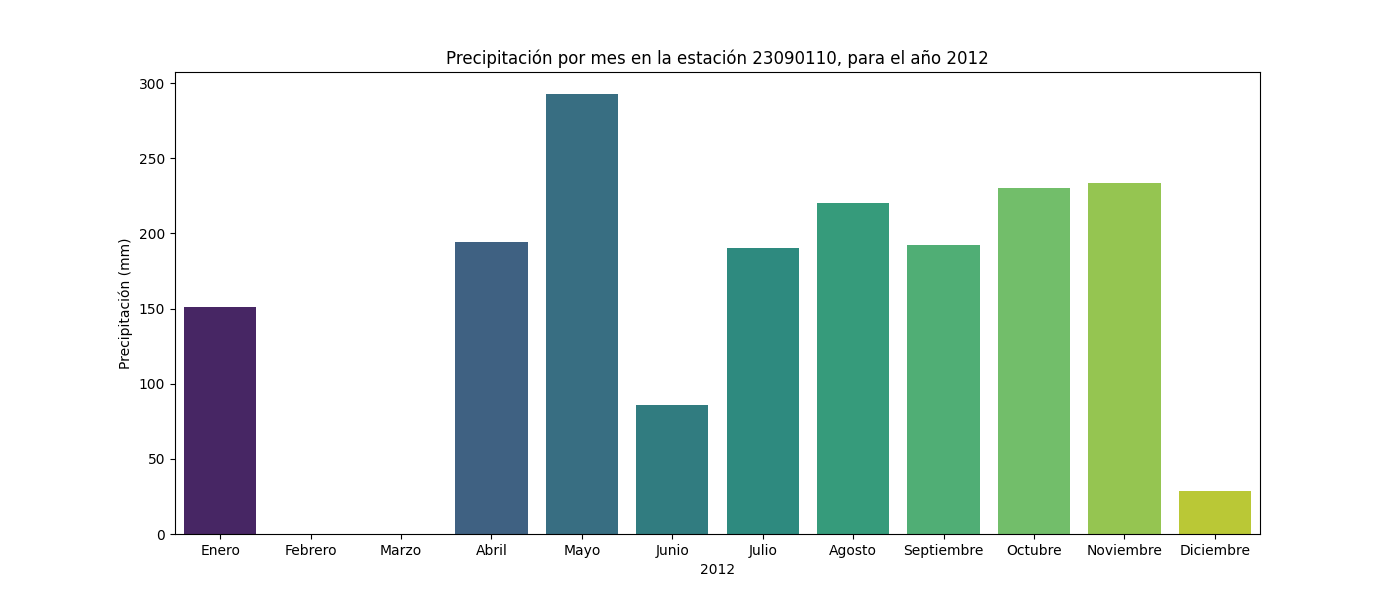 Precipitación por mes en la estación 23090110, para el año 2012
Precipitación (mm)
300
250
200
150
100
50
0
Enero Febrero Marzo Abril Mayo Junio Julio Agosto Septiembre Octubre Noviembre Diciembre
2012